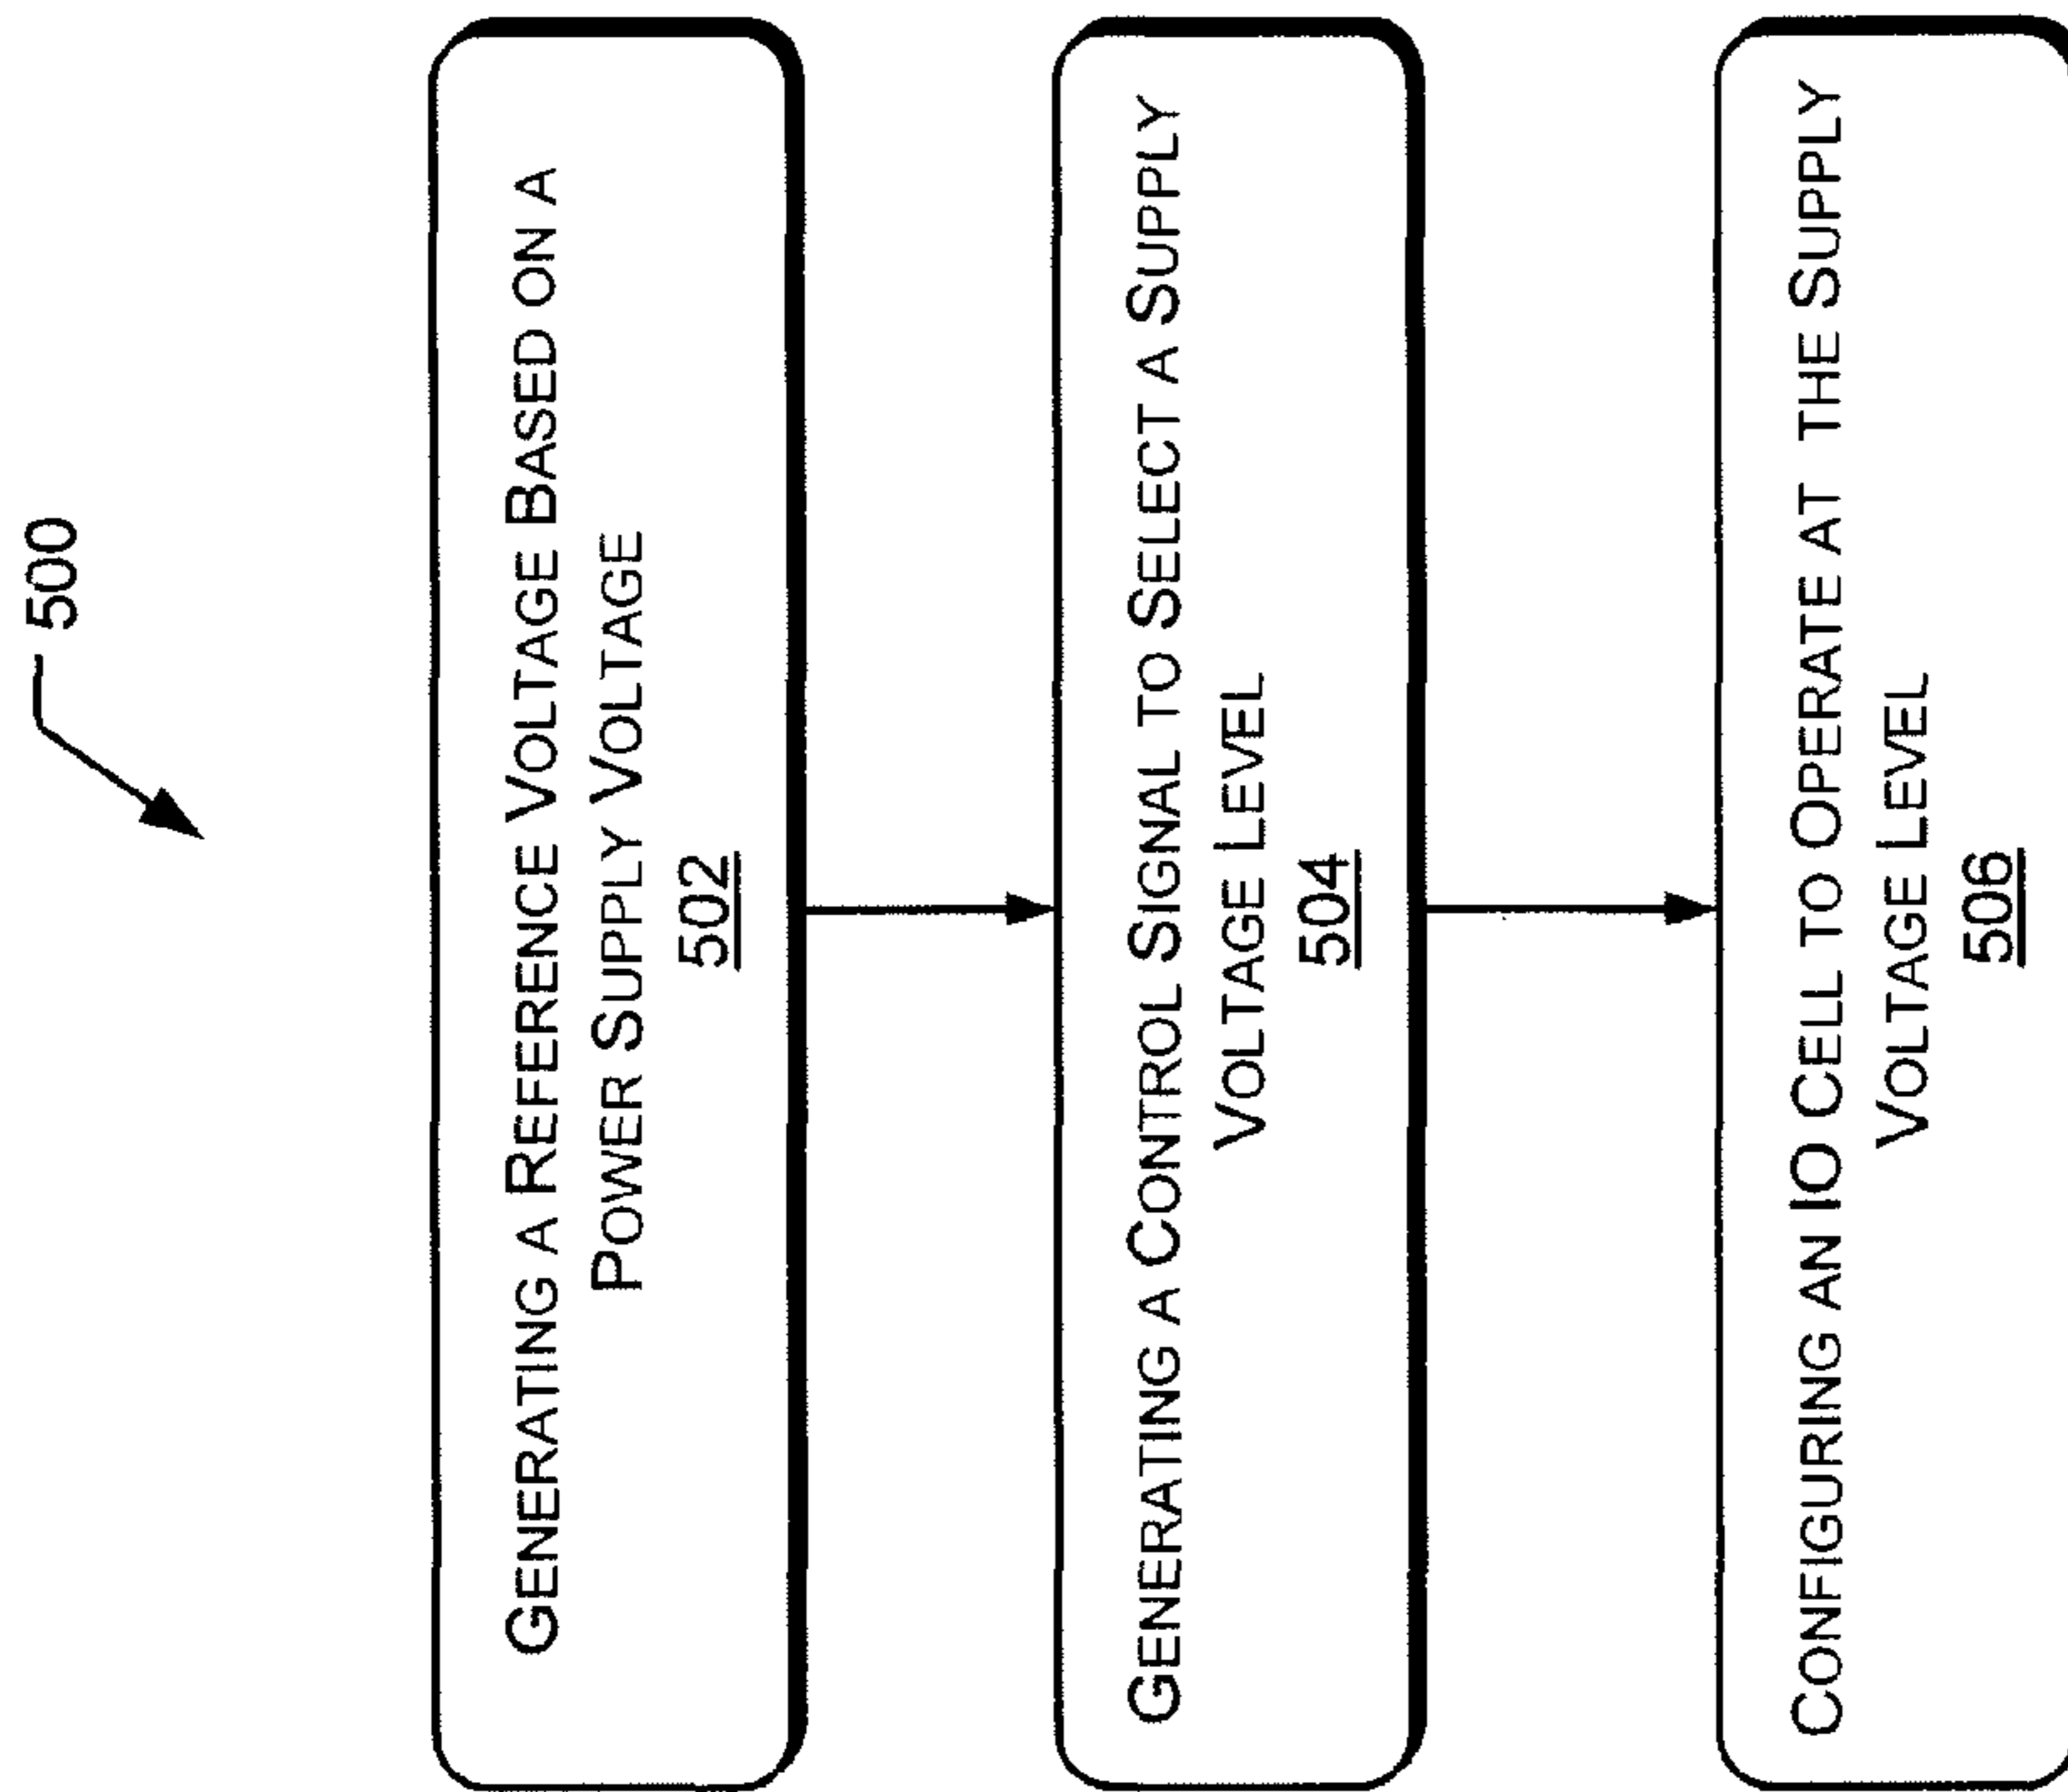 500
GENERATING A REFERENCE VOLTAGE BASED ON A
POWER SUPPLY VOLTAGE
502
GENERATING A CONTROL SIGNAL TO SELECT A SUPPLY
VOLTAGE LEVEL
504
CONFIGURING AN IO CELL TO OPERATE AT THE SUPPLY
VOLTAGE LEVEL
506